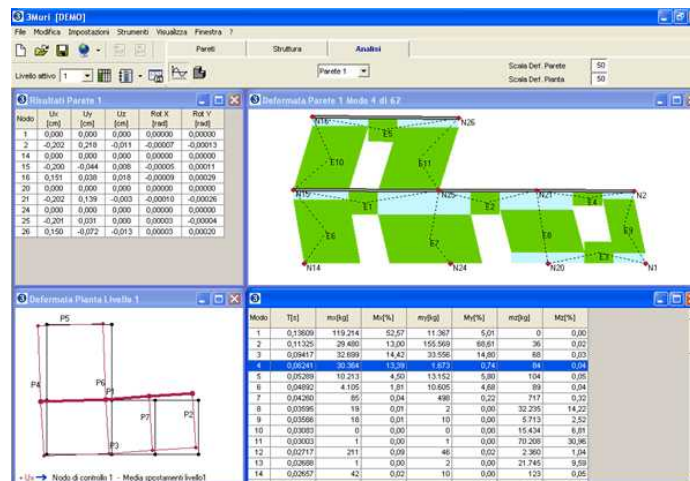 3Muri [DEMO]
File Modifica Impostazioni Strumenti Visualizza Finestra ?
Pareti Struttura Analisi
Livello attivo 1 Parete 1
Scala Def. Parete 50
Scala Def. Pianta 50
Risultati Parete 1
Nodo Ux [cm] Uy [cm] Uz [cm] Rot X [rad] Rot Y [rad]
1 0,000 0,000 0,000 0,00000 0,00000
2 -0,202 0,218 -0,011 -0,00007 -0,00013
14 0,000 0,000 0,000 0,00000 0,00000
15 -0,200 -0,044 0,008 -0,00005 0,00011
16 0,151 0,038 0,018 -0,00009 0,00029
20 0,000 0,000 0,000 0,00000 0,00000
21 -0,202 0,139 -0,003 -0,00010 -0,00026
24 0,000 0,000 0,000 0,00000 0,00000
25 -0,201 0,031 0,000 0,00003 -0,00004
26 0,150 -0,072 -0,013 0,00003 0,00020
Deformata Parete 1 Modo 4 di 62
N16 N26
E5
E10 E11
N15 N25 N21 N2
E1 E2 E4
E6 E7 E8 E9
E3
N14 N24 N20 N1
Deformata Pianta Livello 1
P5
P4 P6 P1
P7 P2
P3
Ux Nodo di controllo 1 - Media spostamenti livello1
Modo T[s] mx[kg] Mx[%] my[kg] My[%] mz[kg] Mz[%]
1 0,13609 119.214 52,57 11.367 5,01 0 0,00
2 0,11325 29.480 13,00 155.569 68,61 36 0,02
3 0,09417 32.699 14,42 33.556 14,80 68 0,03
4 0,06241 30.364 13,39 1.673 0,74 84 0,04
5 0,05289 10.213 4,50 13.152 5,80 104 0,05
6 0,04892 4.105 1,81 10.605 4,68 89 0,04
7 0,04260 85 0,04 498 0,22 717 0,32
8 0,03595 19 0,01 2 0,00 32.235 14,22
9 0,03566 16 0,01 10 0,00 5.713 2,52
10 0,03083 0 0,00 0 0,00 15.434 6,81
11 0,03003 1 0,00 1 0,00 70.208 30,96
12 0,02717 211 0,09 46 0,02 2.360 1,04
13 0,02688 1 0,00 2 0,00 21.745 9,59
14 0,02657 42 0,02 10 0,00 123 0,05